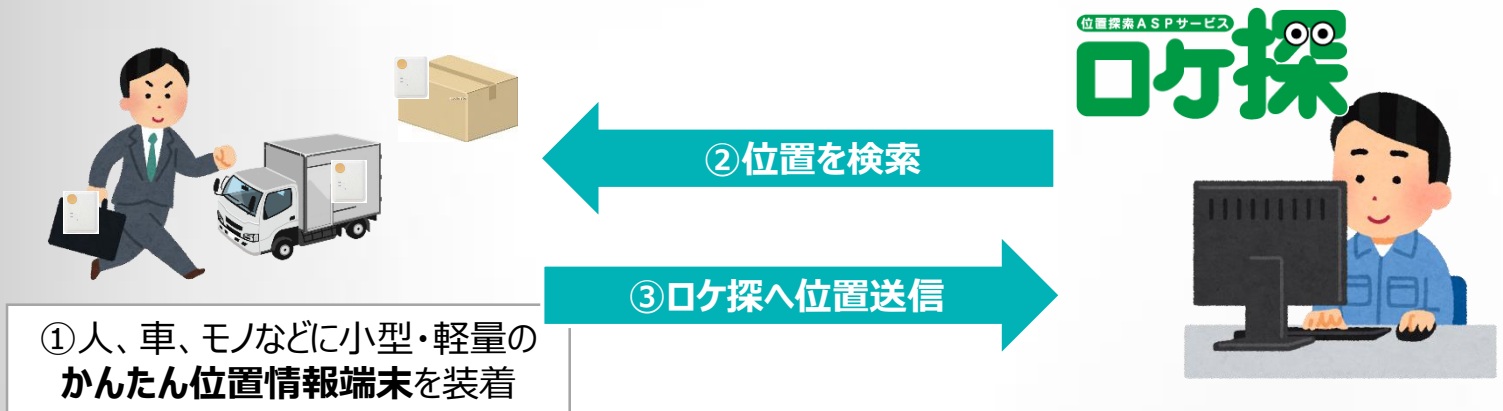 位置探索ASPサービス
ロケ探
②位置を検索
③ロケ探へ位置送信
①人、車、モノなどに小型・軽量の
かんたん位置情報端末を装着